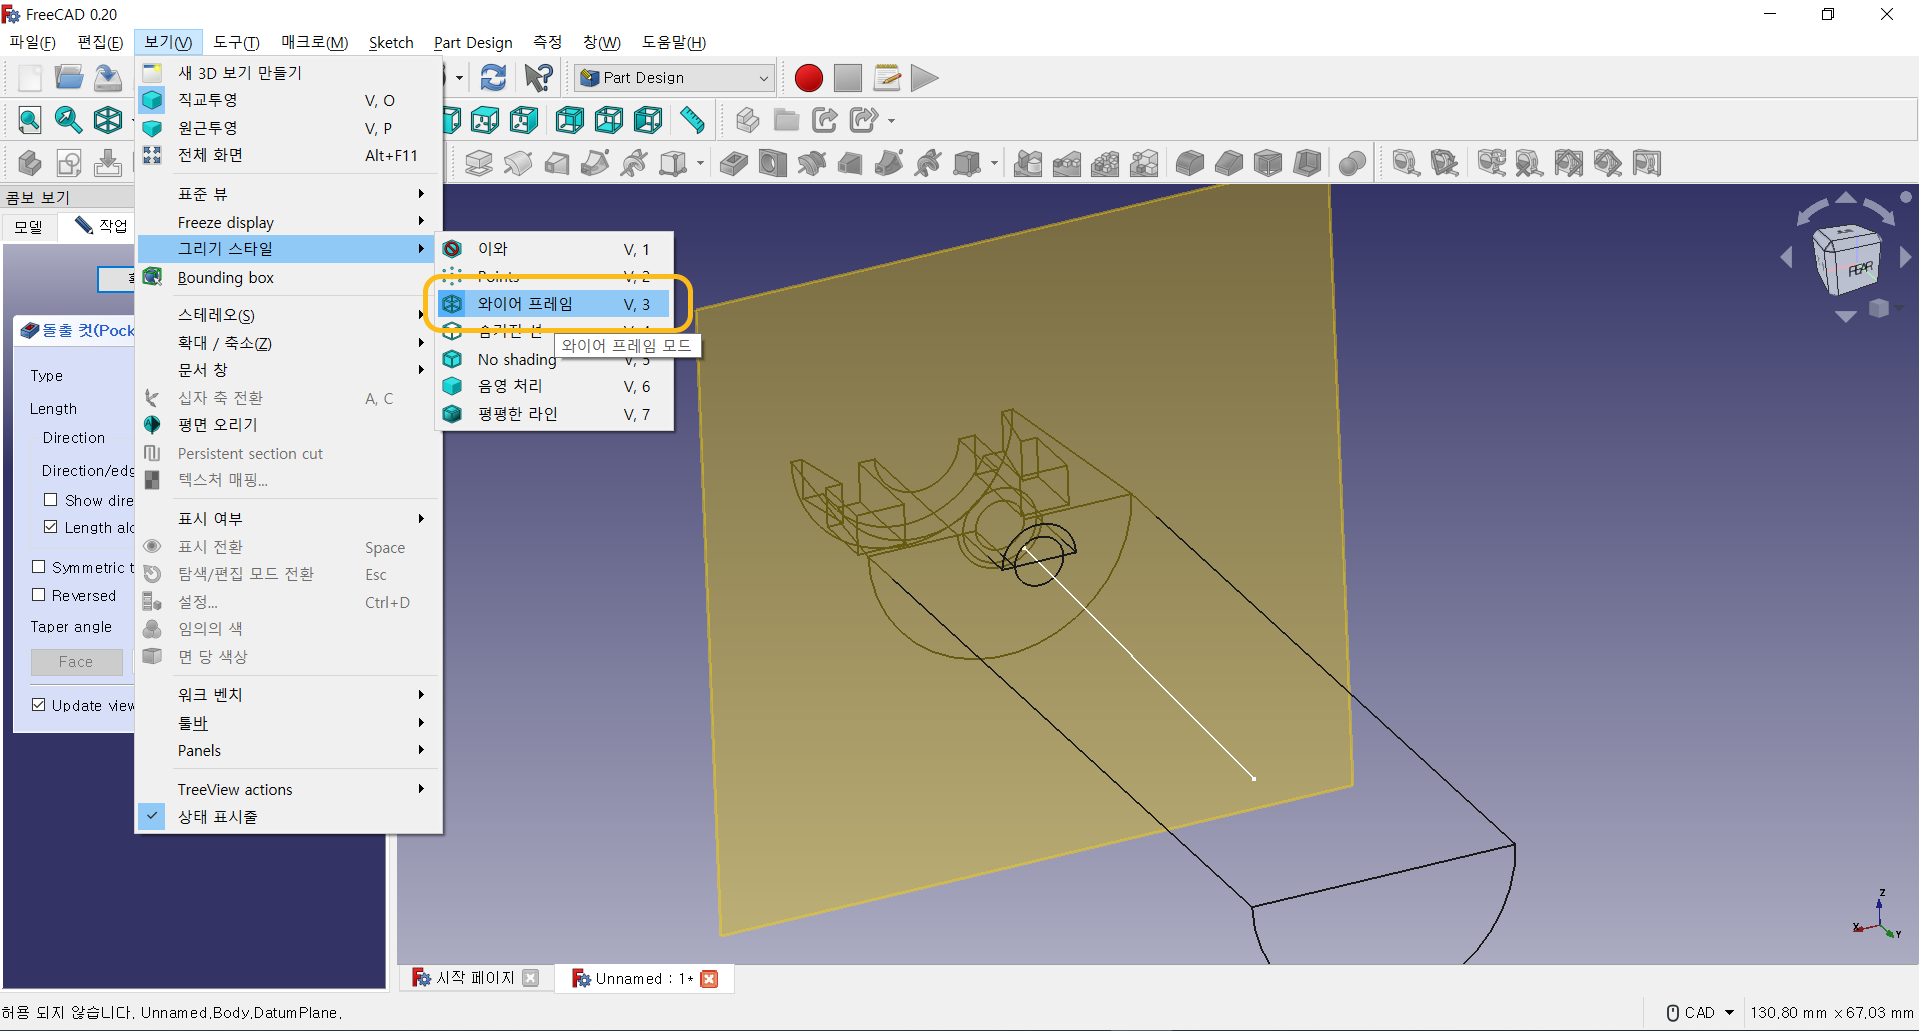 FreeCAD 0.20
파일(F) 편집(E) 보기(V) 도구(T) 매크로(M) Sketch Part Design 측정 창(W) 도움말(H)
Part Design
새 3D 보기 만들기
직교투영 V, O
원근투영 V, P
전체 화면 Alt+F11
표준 뷰
Freeze display
그리기 스타일
Bounding box
스테레오(S)
확대 / 축소(Z)
문서 창
십자 축 전환 A, C
평면 오리기
Persistent section cut
텍스처 매핑...
표시 여부
표시 전환 Space
탐색/편집 모드 전환 Esc
설정... Ctrl+D
임의의 색
면 당 색상
워크 벤치
툴바
Panels
TreeView actions
상태 표시줄
이와 V, 1
Points V, 2
와이어 프레임 V, 3
V, 4
와이어 프레임 모드
No shading V, 5
음영 처리 V, 6
평평한 라인 V, 7
콤보 보기
모델 작업
돌출 컷(Pock
Type
Length
Direction
Direction/edg
Show dire
Length alo
Symmetric t
Reversed
Taper angle
Face
Update view
REAR
Z
X
Y
시작 페이지 Unnamed : 1*
허용 되지 않습니다. Unnamed.Body.DatumPlane.
CAD 130.80 mm x 67.03 mm